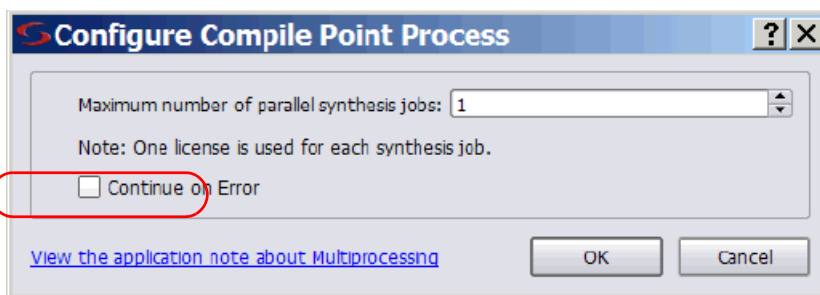 Configure Compile Point Process
Maximum number of parallel synthesis jobs: 1
Note: One license is used for each synthesis job.
Continue on Error
View the application note about Multiprocessing
OK Cancel